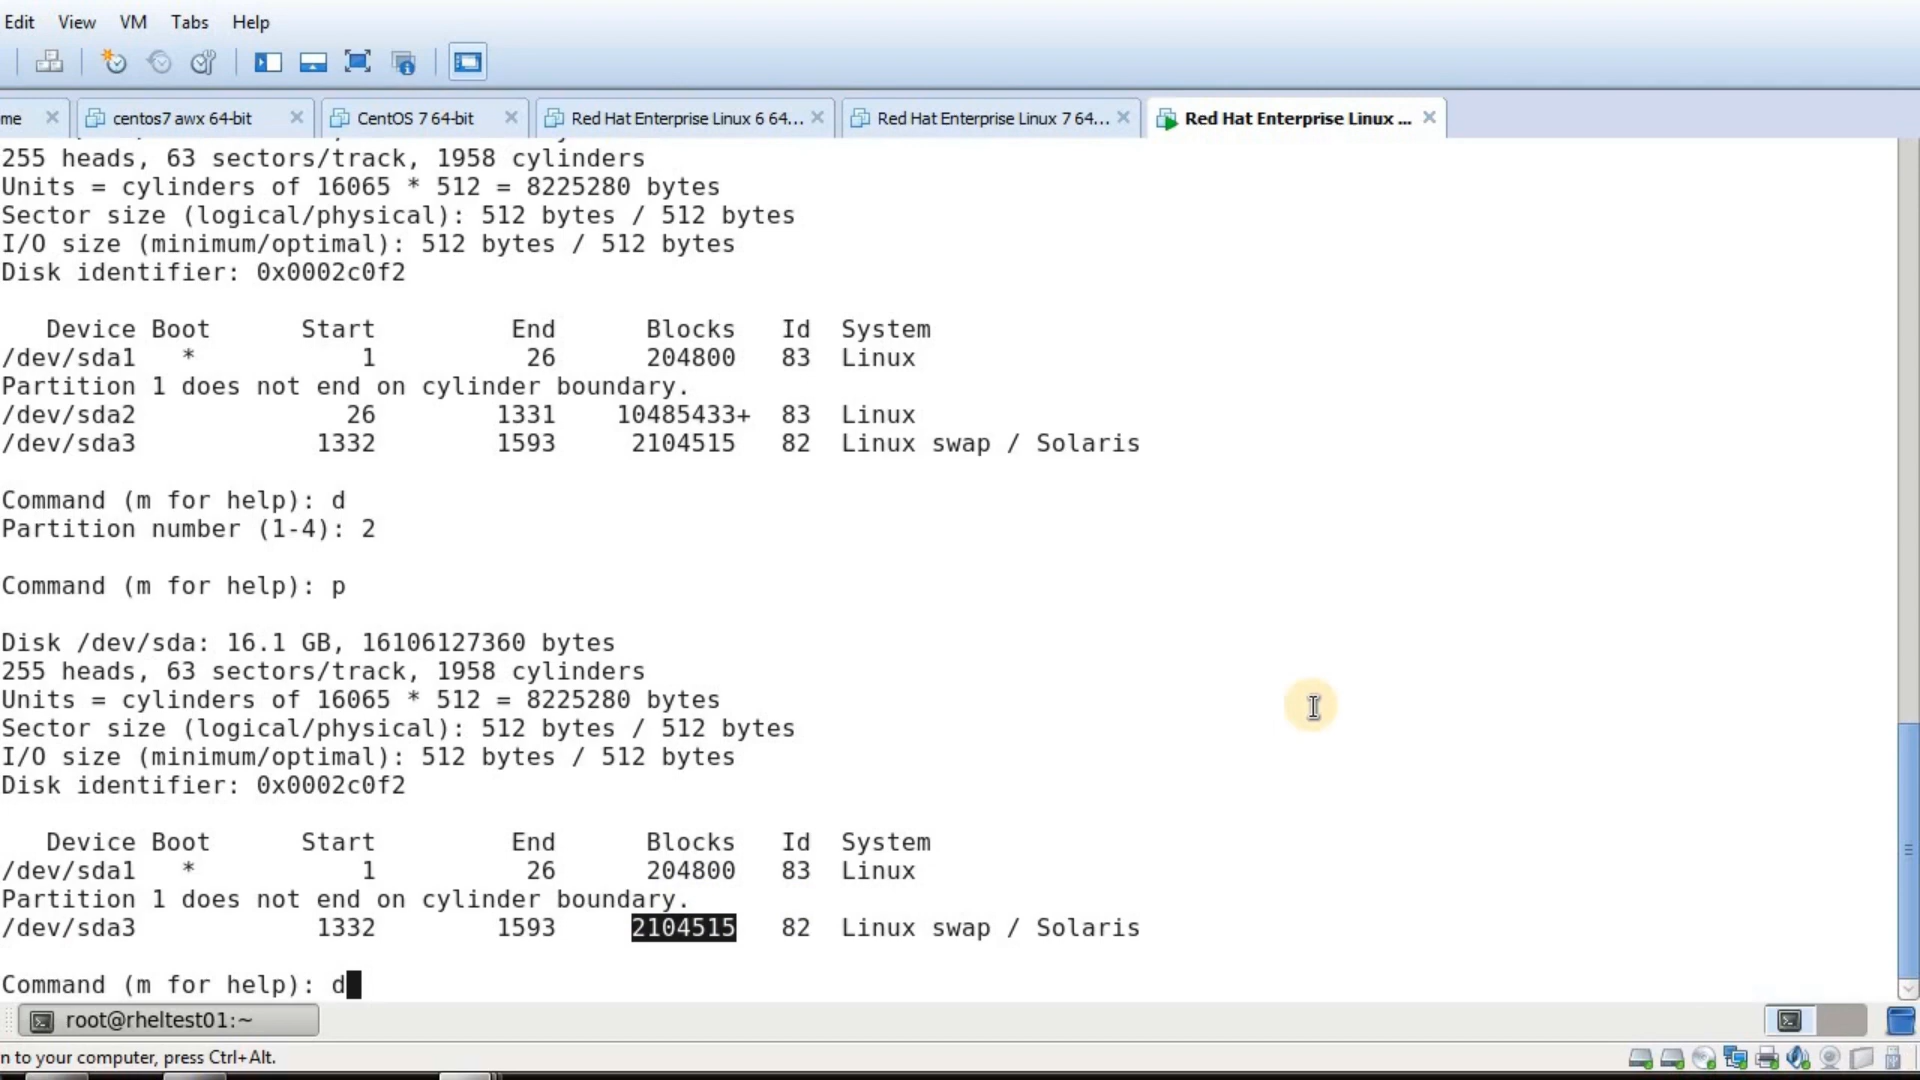 Edit View VM Tabs Help
me centos7 awx 64-bit CentOS 7 64-bit Red Hat Enterprise Linux 6 64... Red Hat Enterprise Linux 7 64... Red Hat Enterprise Linux ...
255 heads, 63 sectors/track, 1958 cylinders
Units = cylinders of 16065 * 512 = 8225280 bytes
Sector size (logical/physical): 512 bytes / 512 bytes
I/O size (minimum/optimal): 512 bytes / 512 bytes
Disk identifier: 0x0002c0f2
Device Boot Start End Blocks Id System
/dev/sda1 * 1 26 204800 83 Linux
Partition 1 does not end on cylinder boundary.
/dev/sda2 26 1331 10485433+ 83 Linux
/dev/sda3 1332 1593 2104515 82 Linux swap / Solaris
Command (m for help): d
Partition number (1-4): 2
Command (m for help): p
Disk /dev/sda: 16.1 GB, 16106127360 bytes
255 heads, 63 sectors/track, 1958 cylinders
Units = cylinders of 16065 * 512 = 8225280 bytes
Sector size (logical/physical): 512 bytes / 512 bytes
I/O size (minimum/optimal): 512 bytes / 512 bytes
Disk identifier: 0x0002c0f2
Device Boot Start End Blocks Id System
/dev/sda1 * 1 26 204800 83 Linux
Partition 1 does not end on cylinder boundary.
/dev/sda3 1332 1593 2104515 82 Linux swap / Solaris
Command (m for help): d
root@rheltest01:~
n to your computer, press Ctrl+Alt.